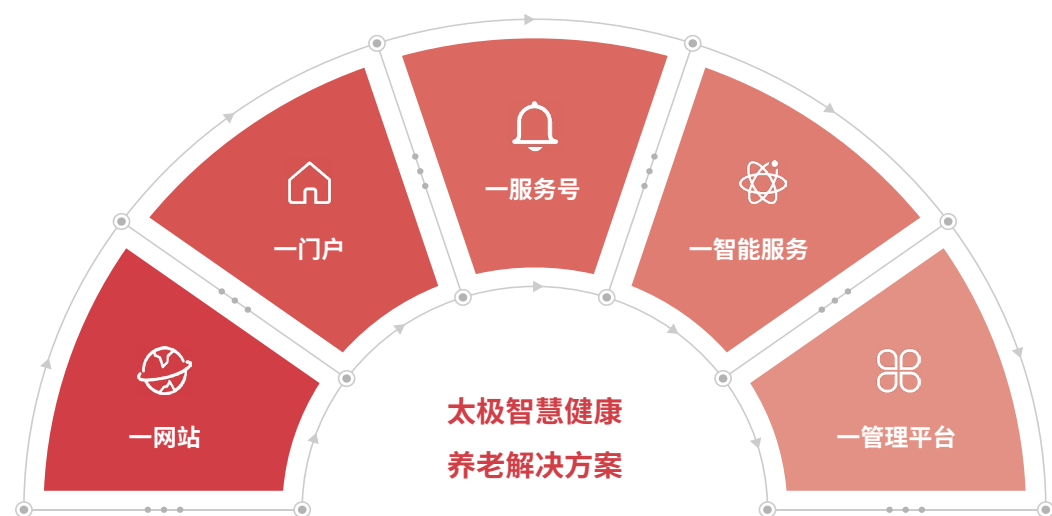 一网站
一门户
一服务号
一智能服务
一管理平台
太极智慧健康
养老解决方案